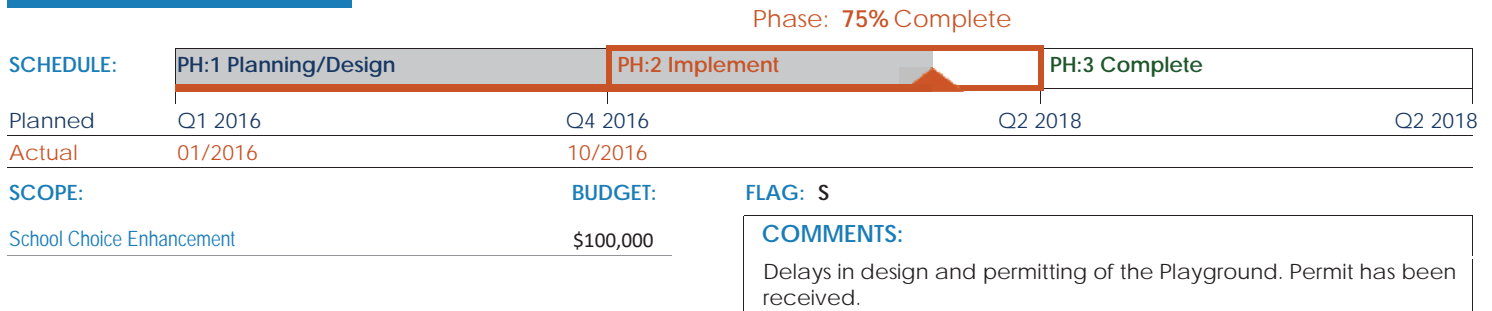 Phase: 75% Complete
SCHEDULE: PH:1 Planning/Design PH:2 Implement PH:3 Complete
Planned Q1 2016 Q4 2016 Q2 2018 Q2 2018
Actual 01/2016 10/2016
SCOPE: BUDGET: FLAG: S
School Choice Enhancement $100,000
COMMENTS:
Delays in design and permitting of the Playground. Permit has been
received.